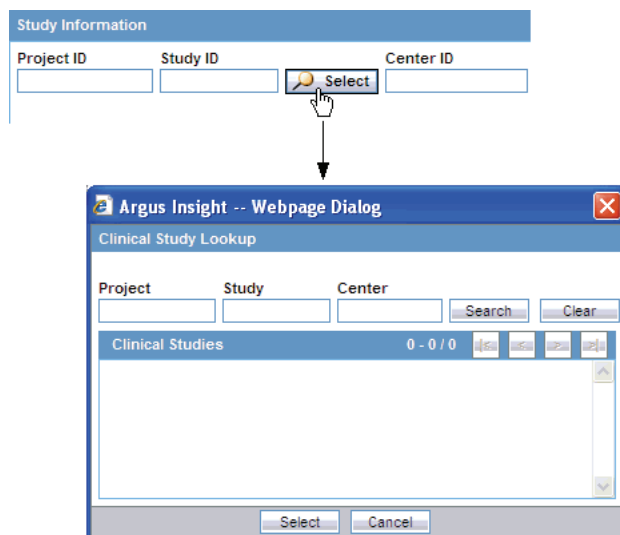 Study Information
Project ID Study ID Center ID
Select
Argus Insight -- Webpage Dialog
Clinical Study Lookup
Project Study Center
Search Clear
Clinical Studies 0 - 0 / 0 |< < > >|
Select Cancel